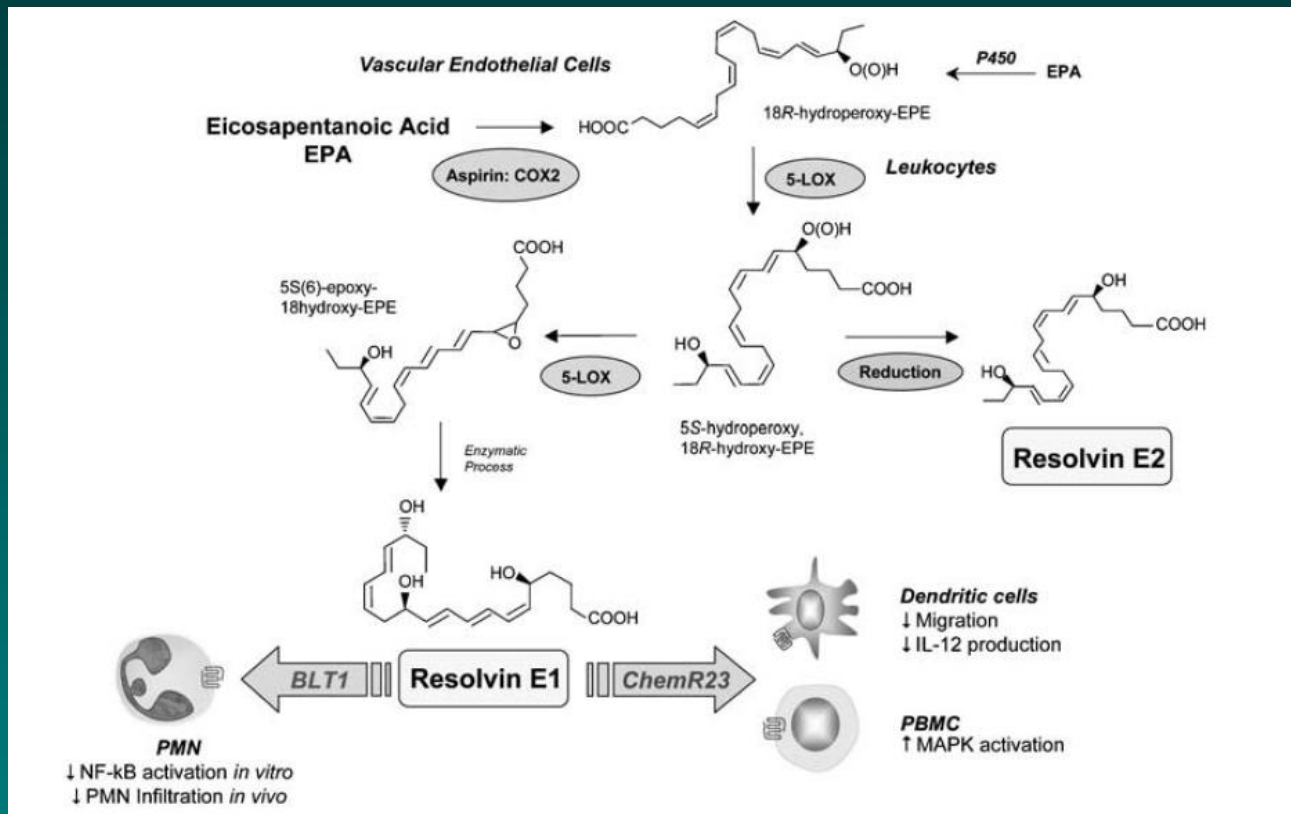 Vascular Endothelial Cells
P450
EPA
O(O)H
18R-hydroperoxy-EPE
HOOC
Eicosapentanoic Acid
EPA
Aspirin: COX2
5-LOX
Leukocytes
O(O)H
COOH
HO
5S-hydroperoxy,
18R-hydroxy-EPE
COOH
5S(6)-epoxy-
18hydroxy-EPE
O
OH
5-LOX
Reduction
OH
COOH
HO
Resolvin E2
Enzymatic
Process
OH
OH
HO
COOH
BLT1
Resolvin E1
ChemR23
PMN
↓NF-kB activation in vitro
↓PMN Infiltration in vivo
Dendritic cells
↓Migration
↓IL-12 production
PBMC
↑MAPK activation